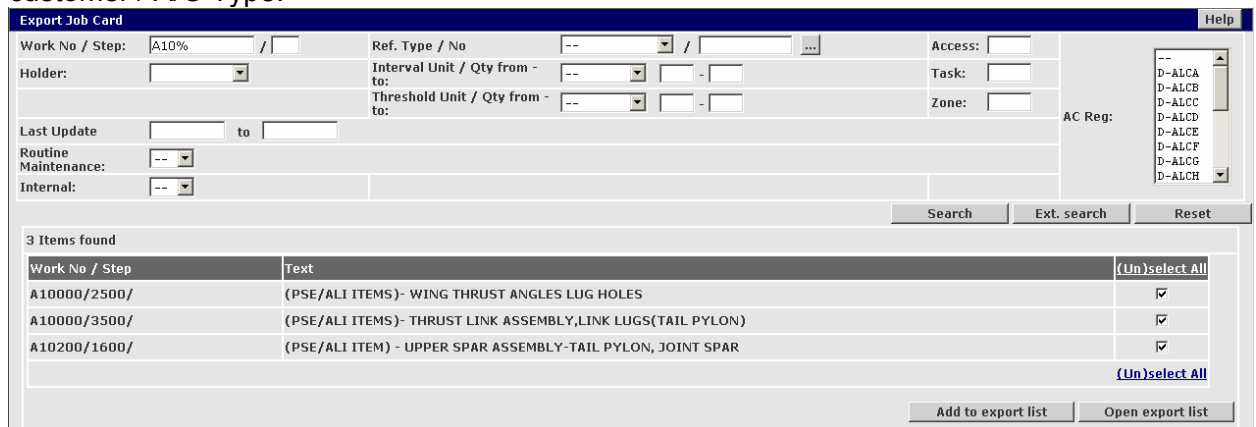 customer / A/C Type.
Export Job Card Help
Work No / Step: A10% / Ref. Type / No -- / ... Access:
Holder: Interval Unit / Qty from - to: -- - Task:
Threshold Unit / Qty from - to: -- - Zone:
AC Reg:
--
D-ALCA
D-ALCB
D-ALCC
D-ALCD
D-ALCE
D-ALCF
D-ALCG
D-ALCH
Last Update to
Routine Maintenance: --
Internal: --
Search Ext. search Reset
3 Items found
Work No / Step Text (Un)select All
A10000/2500/ (PSE/ALI ITEMS)- WING THRUST ANGLES LUG HOLES
A10000/3500/ (PSE/ALI ITEMS)- THRUST LINK ASSEMBLY,LINK LUGS(TAIL PYLON)
A10200/1600/ (PSE/ALI ITEM) - UPPER SPAR ASSEMBLY-TAIL PYLON, JOINT SPAR
(Un)select All
Add to export list Open export list